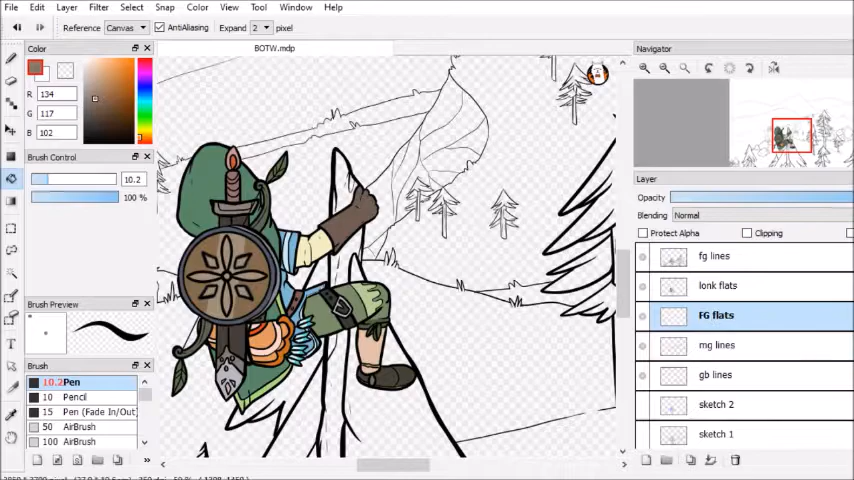 File Edit Layer Filter Snap Color View Tool Window Help
Reference Canvas AntiAliasing Expand 2 pixel
Color BOTW.mdp Navigator
R 134
G 117
B 102
Brush Control
10.2
100 %
Layer
Opacity
Blending Normal
Protect Alpha Clipping
fg lines
lonk flats
FG flats
mg lines
gb lines
sketch 2
sketch 1
Brush Preview
Brush
10.2 Pen
10 Pencil
15 Pen (Fade In/Out)
50 AirBrush
100 AirBrush